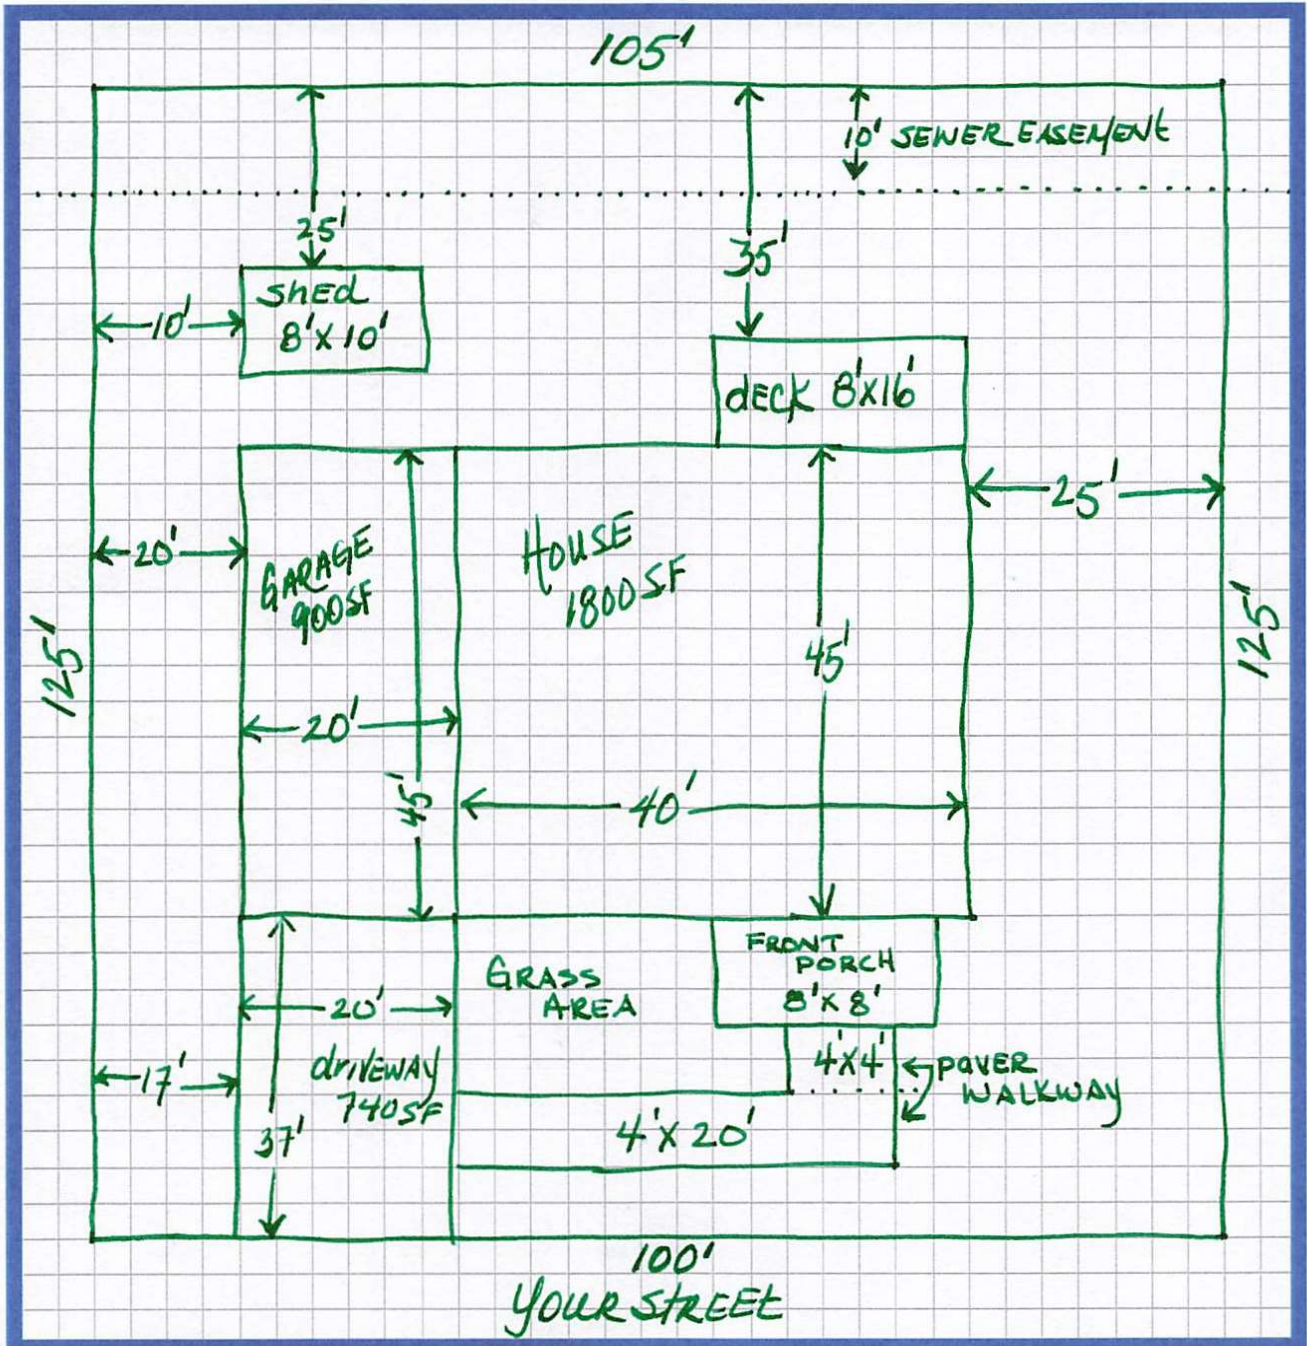 105'
10' SEWER EASEMENT
25'
35'
SHED
8'X10'
10'
DECK 8'X16'
25'
20'
GARAGE
900SF
HOUSE
1800SF
125'
45'
125'
20'
45'
40'
FRONT
PORCH
8'X8'
GRASS
AREA
20'
17'
DRIVEWAY
740SF
37'
4'X4'
PAVER
WALKWAY
4'X20'
100'
YOUR STREET